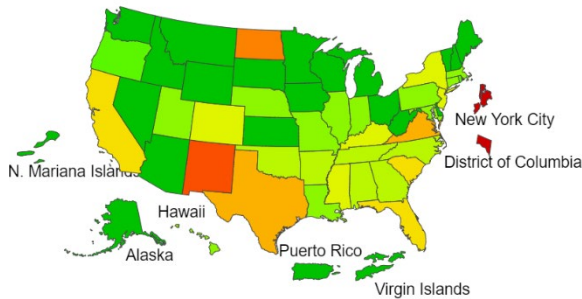 New York City
District of Columbia
N. Mariana Islands
Hawaii
Alaska
Puerto Rico
Virgin Islands